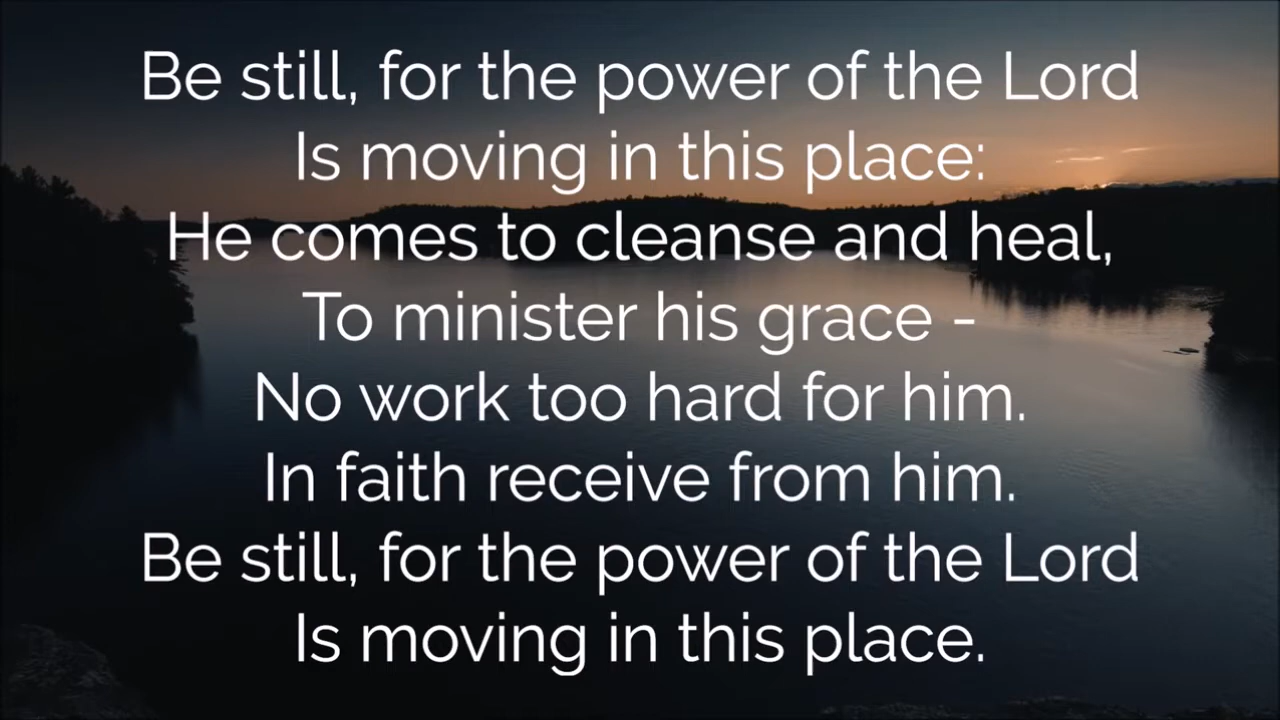 Be still, for the power of the Lord
Is moving in this place:
He comes to cleanse and heal,
To minister his grace -
No work too hard for him.
In faith receive from him.
Be still, for the power of the Lord
Is moving in this place.